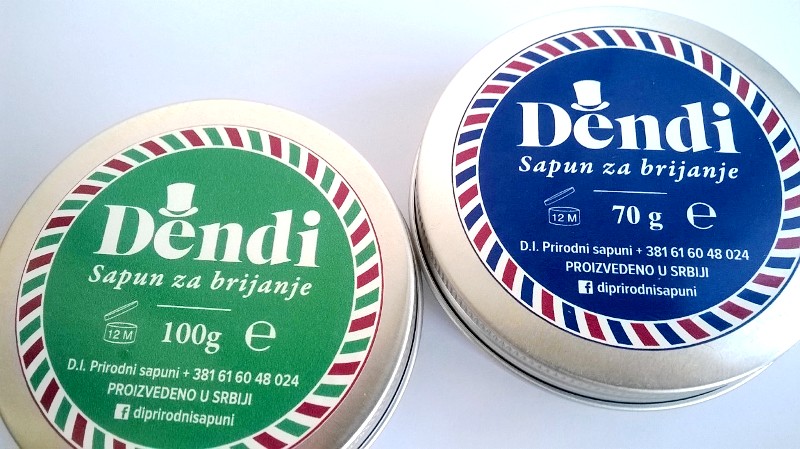 Dendi
Sapun za brijanje
12 M 100g e
D.I. Prirodni sapuni + 381 61 60 48 024
PROIZVEDENO U SRBIJI
f diprirodnisapuni
Dendi
Sapun za brijanje
12 M 70 g e
D.I. Prirodni sapuni + 381 61 60 48 024
PROIZVEDENO U SRBIJI
f diprirodnisapuni